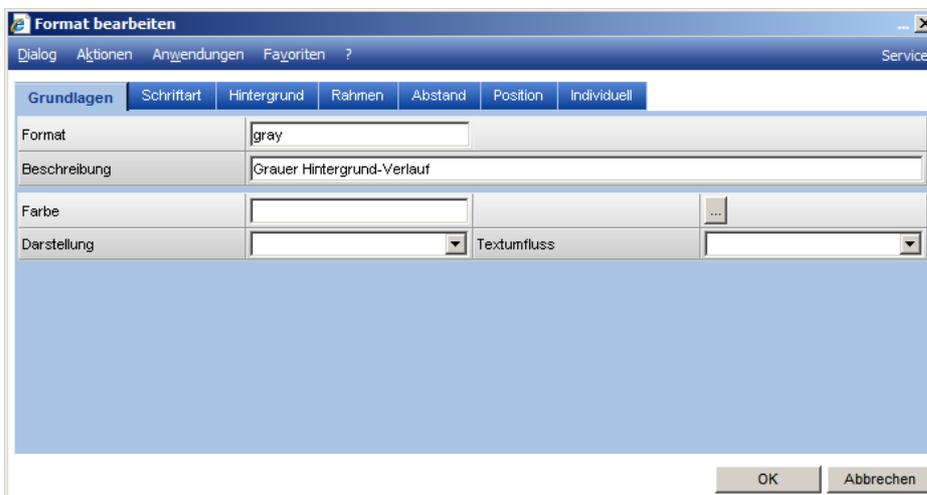 Format bearbeiten ...
Dialog Aktionen Anwendungen Favoriten ? Service
Grundlagen Schriftart Hintergrund Rahmen Abstand Position Individuell
Format gray
Beschreibung Grauer Hintergrund-Verlauf
Farbe ...
Darstellung Textumfluss
OK Abbrechen